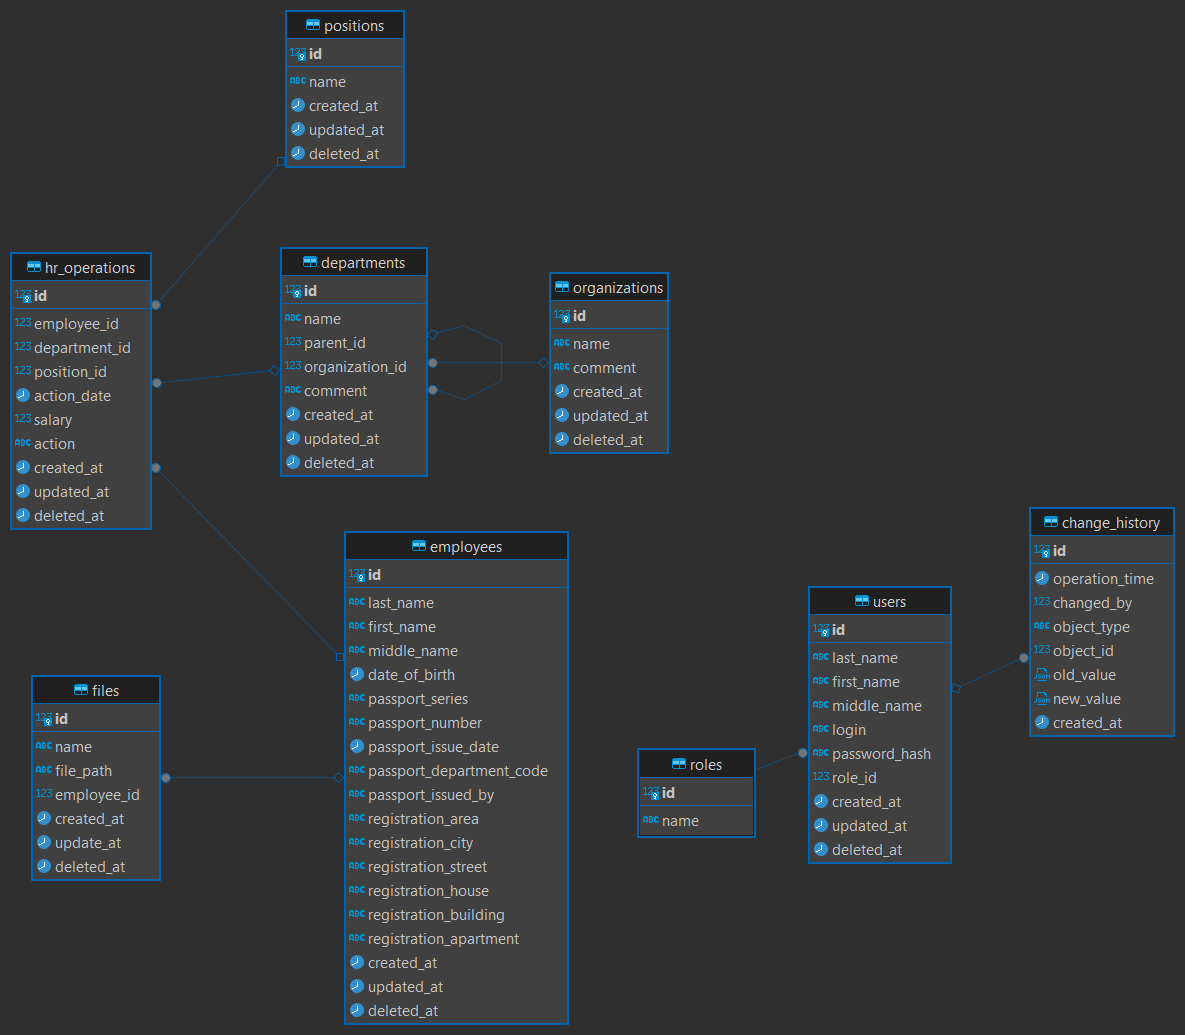 positions
id
name
created_at
updated_at
deleted_at
hr_operations
id
employee_id
department_id
position_id
action_date
salary
action
created_at
updated_at
deleted_at
departments
id
name
parent_id
organization_id
comment
created_at
updated_at
deleted_at
organizations
id
name
comment
created_at
updated_at
deleted_at
employees
id
last_name
first_name
middle_name
date_of_birth
passport_series
passport_number
passport_issue_date
passport_department_code
passport_issued_by
registration_area
registration_city
registration_street
registration_house
registration_building
registration_apartment
created_at
updated_at
deleted_at
files
id
name
file_path
employee_id
created_at
update_at
deleted_at
roles
id
name
users
id
last_name
first_name
middle_name
login
password_hash
role_id
created_at
updated_at
deleted_at
change_history
id
operation_time
changed_by
object_type
object_id
old_value
new_value
created_at